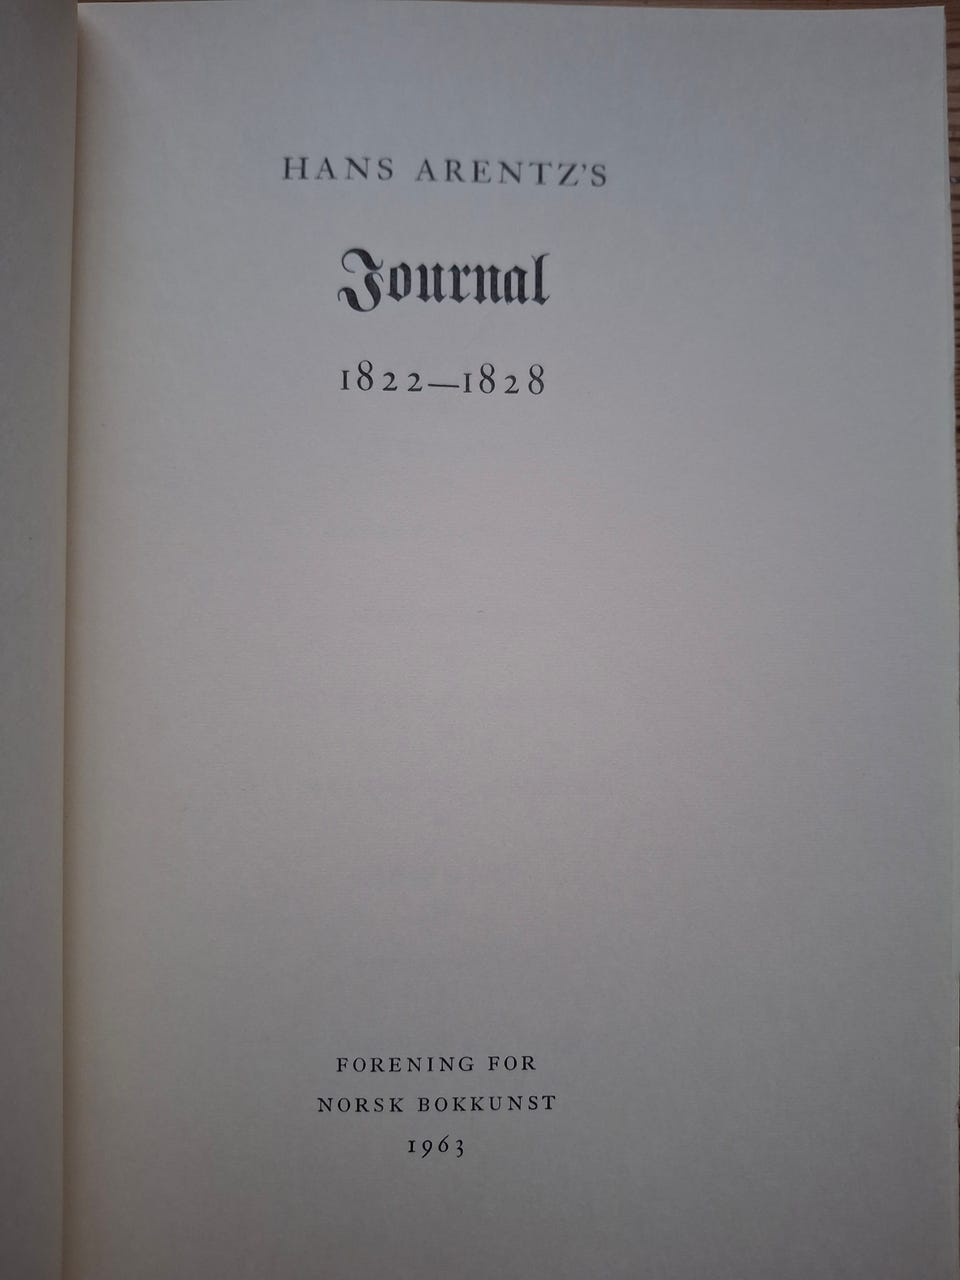 HANS ARENTZ'S
Journal
1822—1828
FORENING FOR
NORSK BOKKUNST
1963